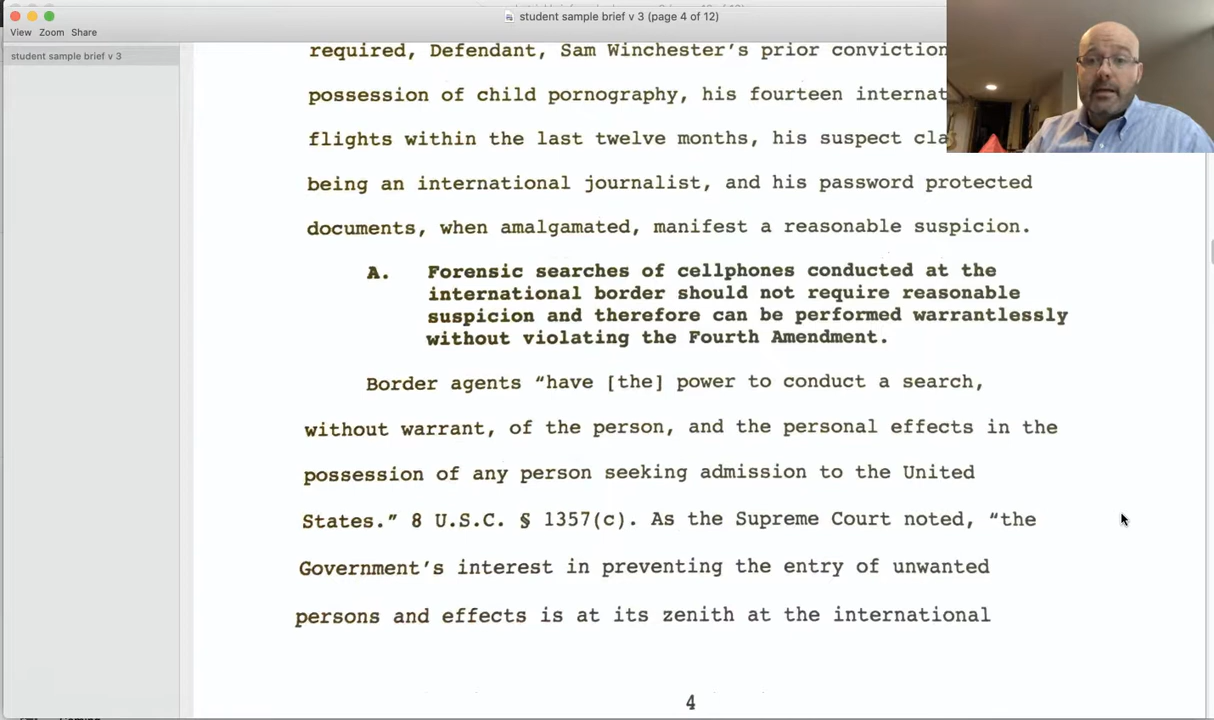 student sample brief v 3 (page 4 of 12)
View Zoom Share
student sample brief v 3
required, Defendant, Sam Winchester's prior conviction
possession of child pornography, his fourteen internat
flights within the last twelve months, his suspect cla
being an international journalist, and his password protected
documents, when amalgamated, manifest a reasonable suspicion.
A. Forensic searches of cellphones conducted at the
international border should not require reasonable
suspicion and therefore can be performed warrantlessly
without violating the Fourth Amendment.
Border agents “have [the] power to conduct a search,
without warrant, of the person, and the personal effects in the
possession of any person seeking admission to the United
States.” 8 U.S.C. § 1357(c). As the Supreme Court noted, “the
Government's interest in preventing the entry of unwanted
persons and effects is at its zenith at the international
4